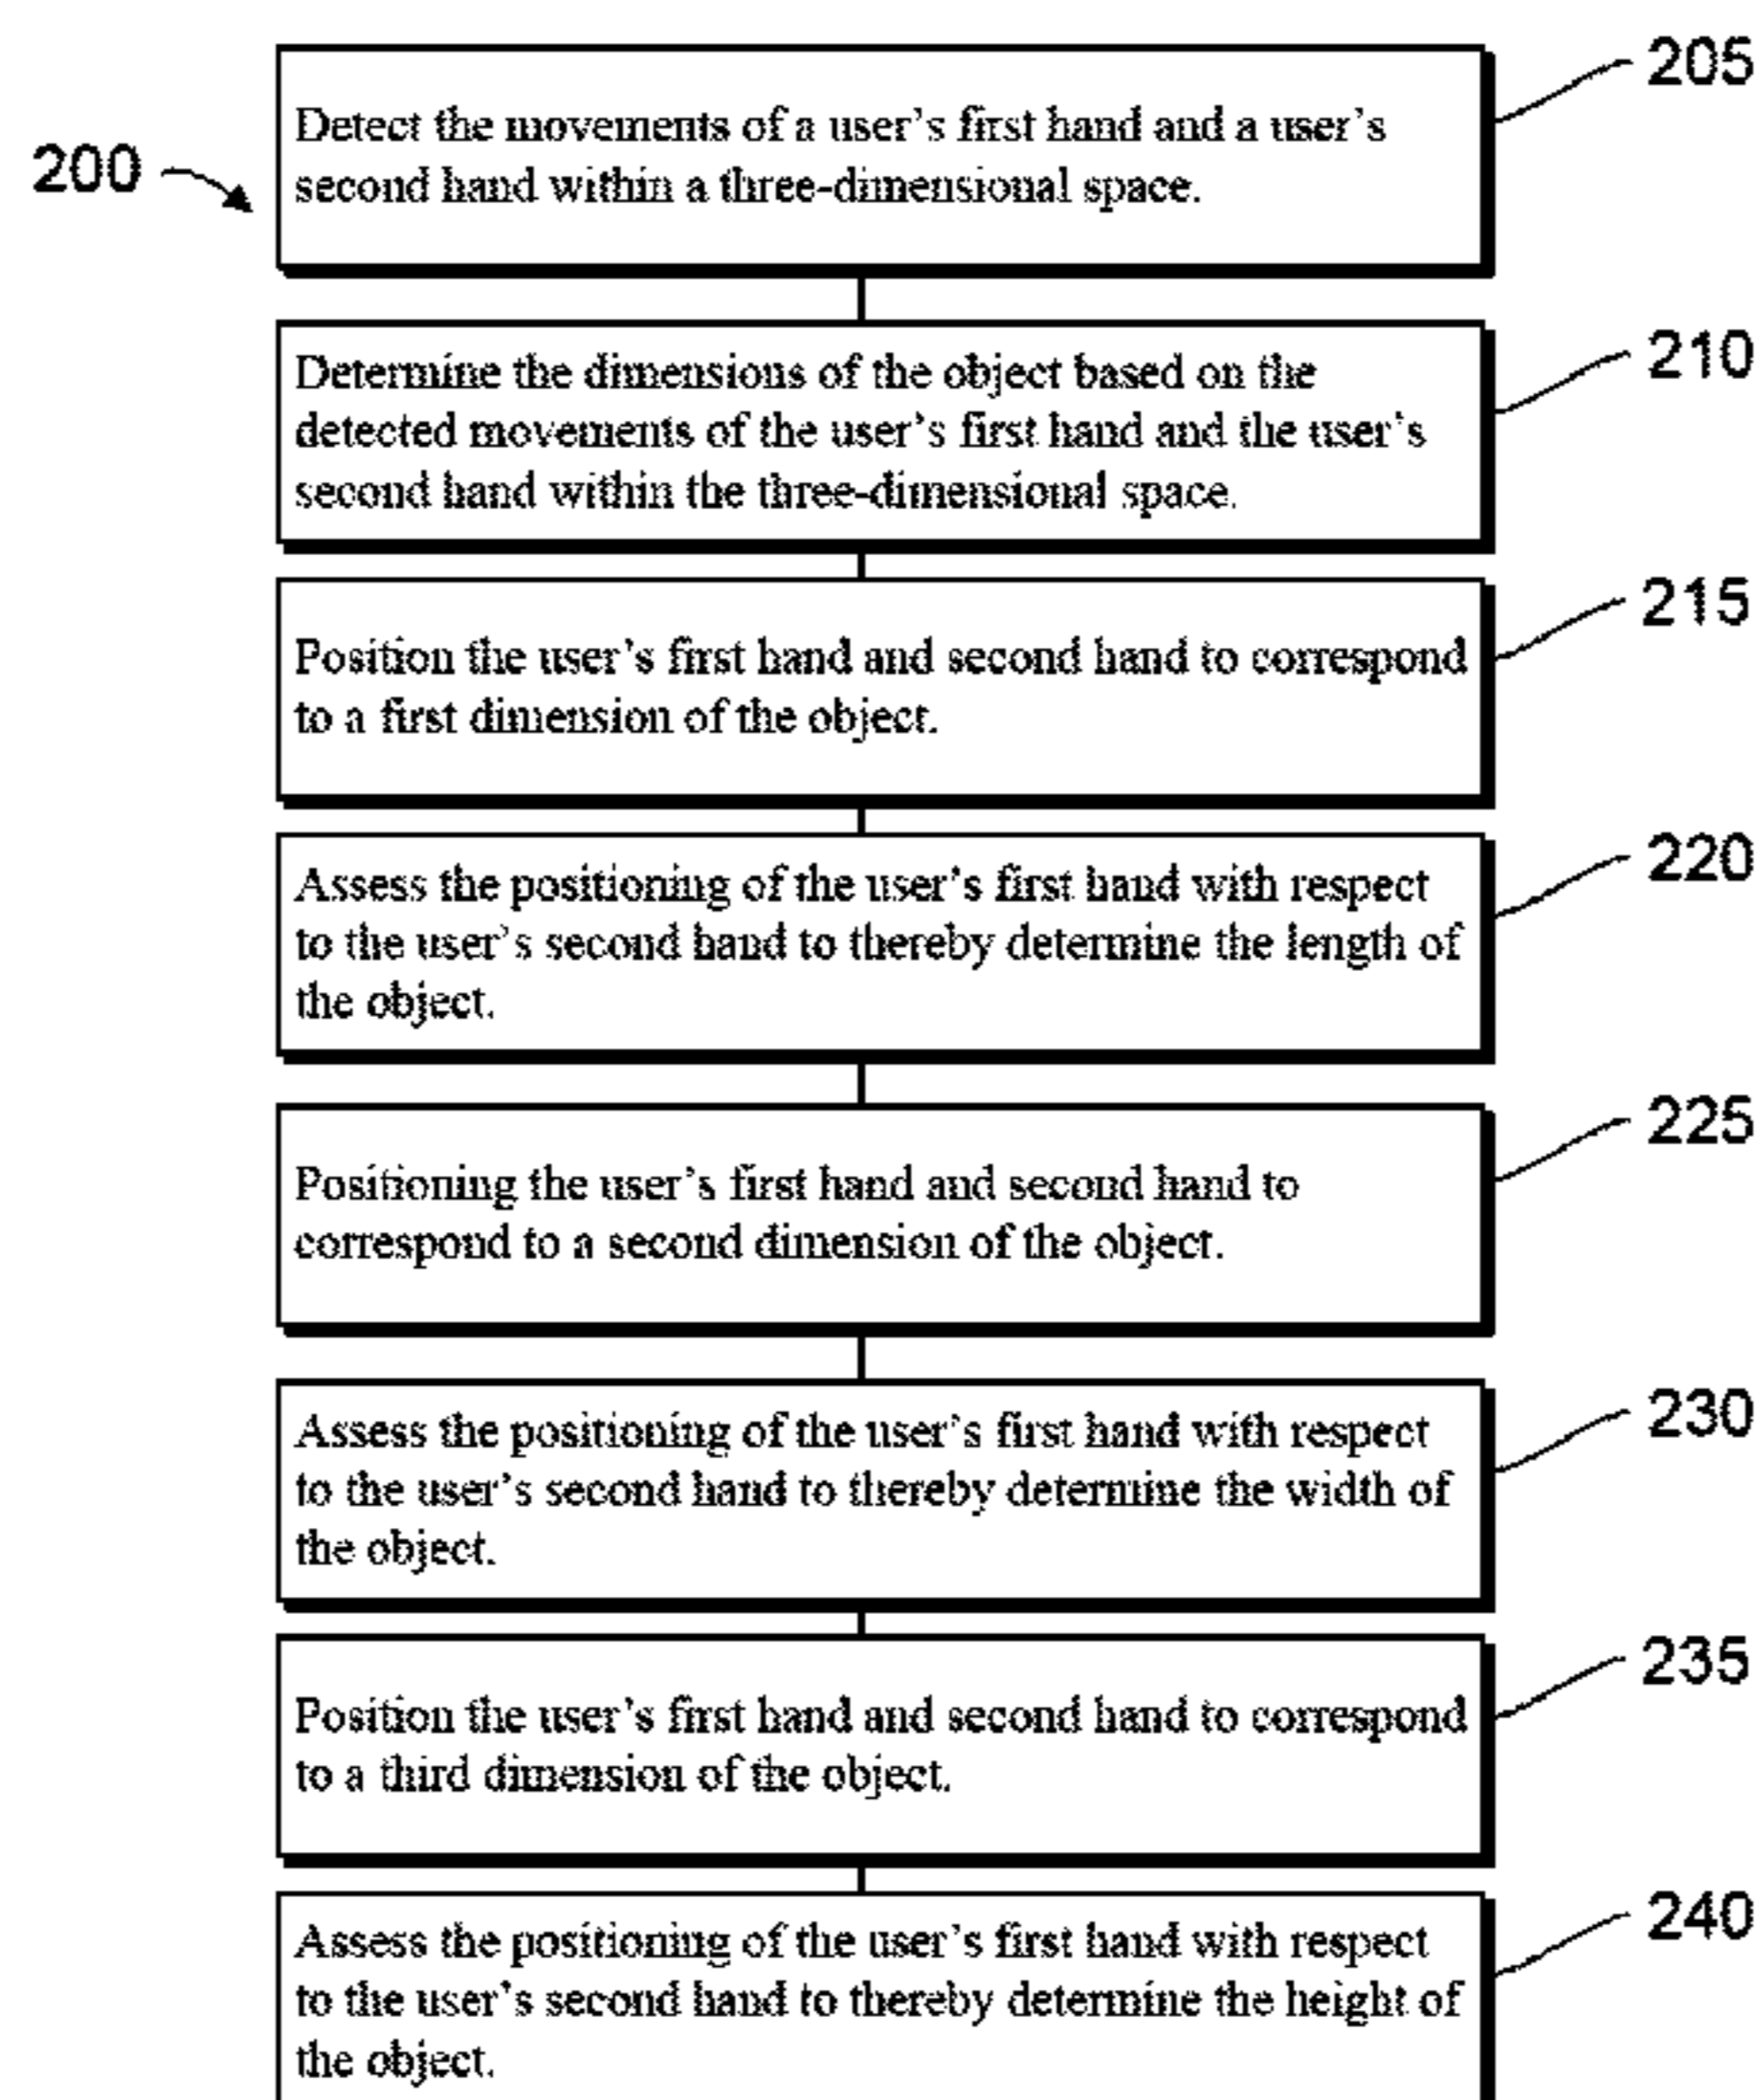 205
Detect the movements of a user's first hand and a user's
second hand within a three-dimensional space.
200
210
Determine the dimensions of the object based on the
detected movements of the user's first hand and the user's
second hand within the three-dimensional space.
215
Position the user's first hand and second hand to correspond
to a first dimension of the object.
220
Assess the positioning of the user's first hand with respect
to the user's second hand to thereby determine the length of
the object.
225
Positioning the user's first hand and second hand to
correspond to a second dimension of the object.
230
Assess the positioning of the user's first hand with respect
to the user's second hand to thereby determine the width of
the object.
235
Position the user's first hand and second hand to correspond
to a third dimension of the object.
240
Assess the positioning of the user's first hand with respect
to the user's second hand to thereby determine the height of
the object.